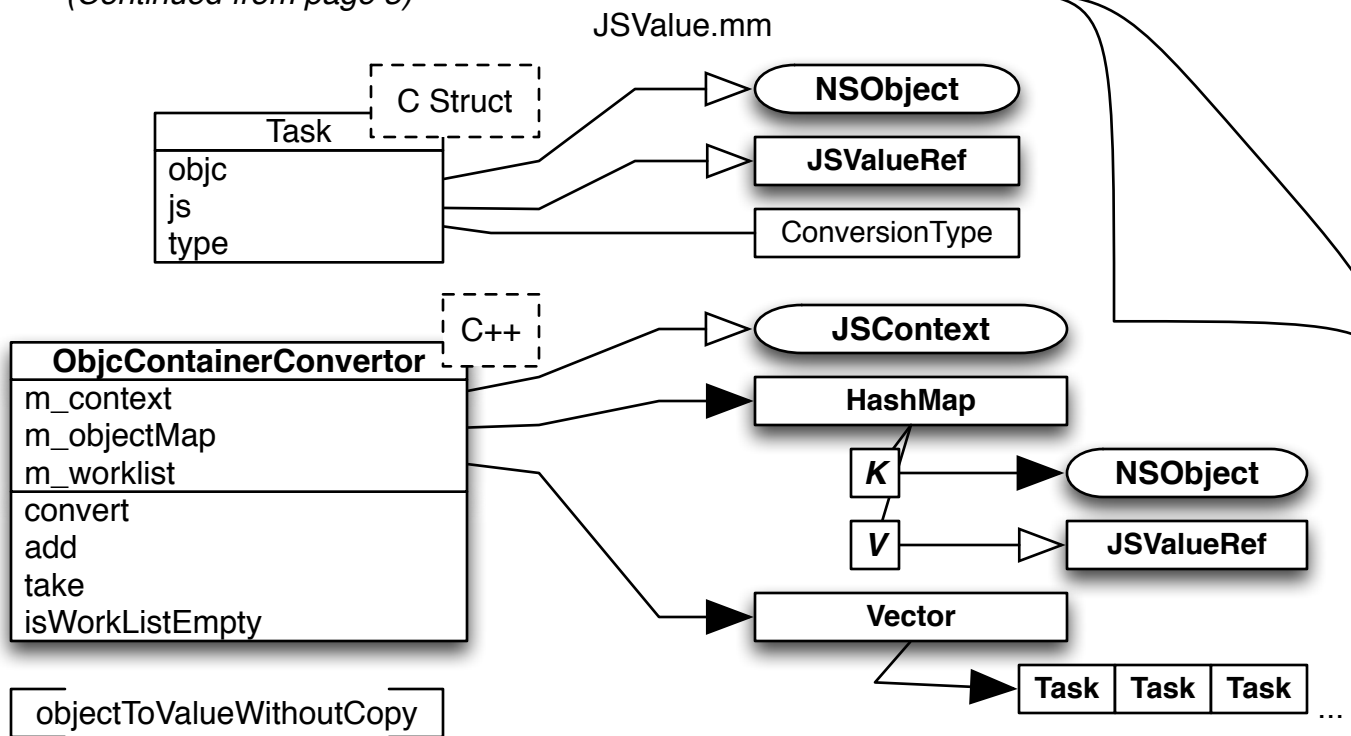 (Continued from page 3)
JSValue.mm
C Struct
Task
objc
js
type
NSObject
JSValueRef
ConversionType
C++
ObjcContainerConvertor
m_context
m_objectMap
m_worklist
convert
add
take
isWorkListEmpty
JSContext
HashMap
K
NSObject
V
JSValueRef
Vector
Task Task Task ...
objectToValueWithoutCopy